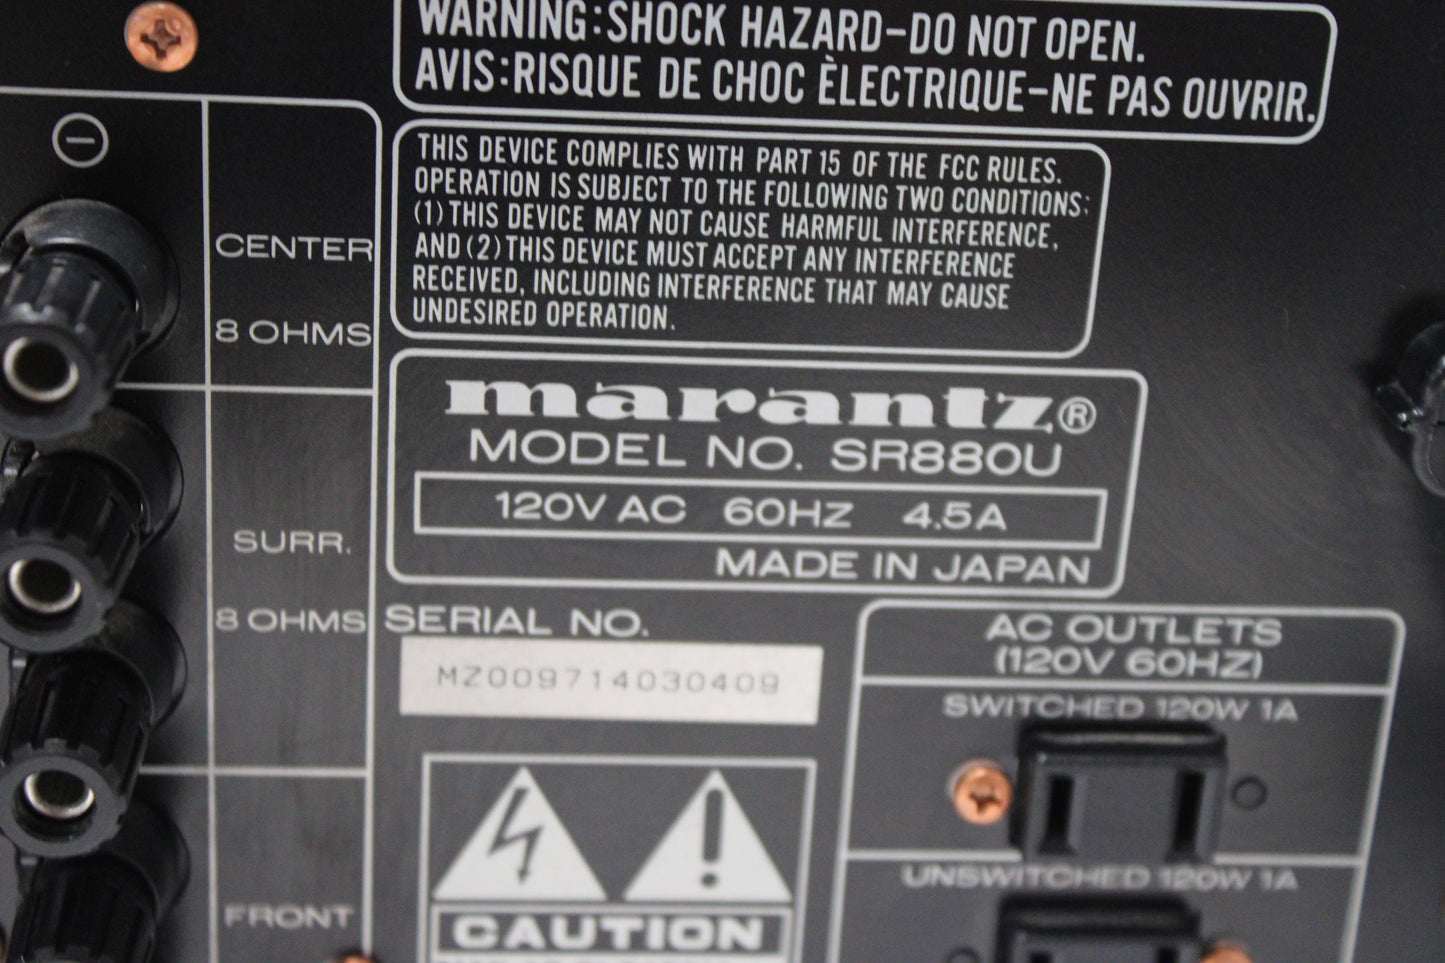 WARNING:SHOCK HAZARD–DO NOT OPEN.
AVIS:RISQUE DE CHOC ÈLECTRIQUE–NE PAS OUVRIR.
THIS DEVICE COMPLIES WITH PART 15 OF THE FCC RULES.
OPERATION IS SUBJECT TO THE FOLLOWING TWO CONDITIONS:
(1) THIS DEVICE MAY NOT CAUSE HARMFUL INTERFERENCE,
AND (2) THIS DEVICE MUST ACCEPT ANY INTERFERENCE
RECEIVED, INCLUDING INTERFERENCE THAT MAY CAUSE
UNDESIRED OPERATION.
CENTER
8 OHMS
marantz®
MODEL NO. SR880U
120V AC 60HZ 4.5A
MADE IN JAPAN
SURR.
8 OHMS
SERIAL NO.
MZ009714030409
AC OUTLETS
(120V 60HZ)
SWITCHED 120W 1A
UNSWITCHED 120W 1A
FRONT
CAUTION